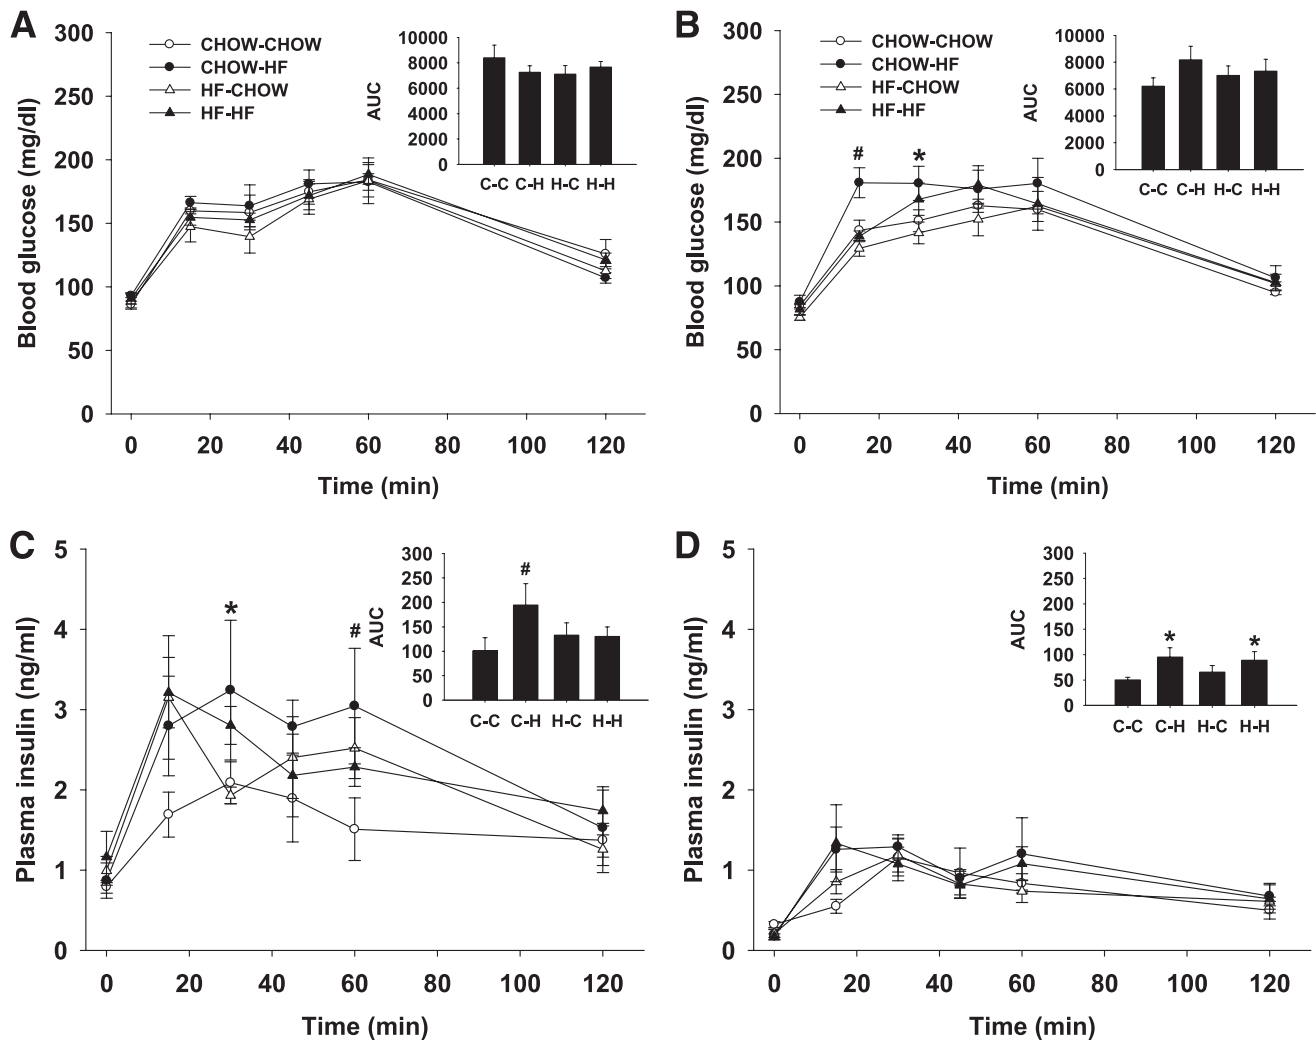 A
Blood glucose (mg/dl)
300
250
200
150
100
50
0
CHOW-CHOW
CHOW-HF
HF-CHOW
HF-HF
AUC
10000
8000
6000
4000
2000
0
C-C C-H H-C H-H
0 20 40 60 80 100 120
Time (min)
B
Blood glucose (mg/dl)
300
250
200
150
100
50
0
CHOW-CHOW
CHOW-HF
HF-CHOW
HF-HF
AUC
10000
8000
6000
4000
2000
0
C-C C-H H-C H-H
# *
0 20 40 60 80 100 120
Time (min)
C
Plasma insulin (ng/ml)
5
4
3
2
1
0
* #
AUC
300
250
200
150
100
50
0
#
C-C C-H H-C H-H
0 20 40 60 80 100 120
Time (min)
D
Plasma insulin (ng/ml)
5
4
3
2
1
0
AUC
300
250
200
150
100
50
0
* *
C-C C-H H-C H-H
0 20 40 60 80 100 120
Time (min)